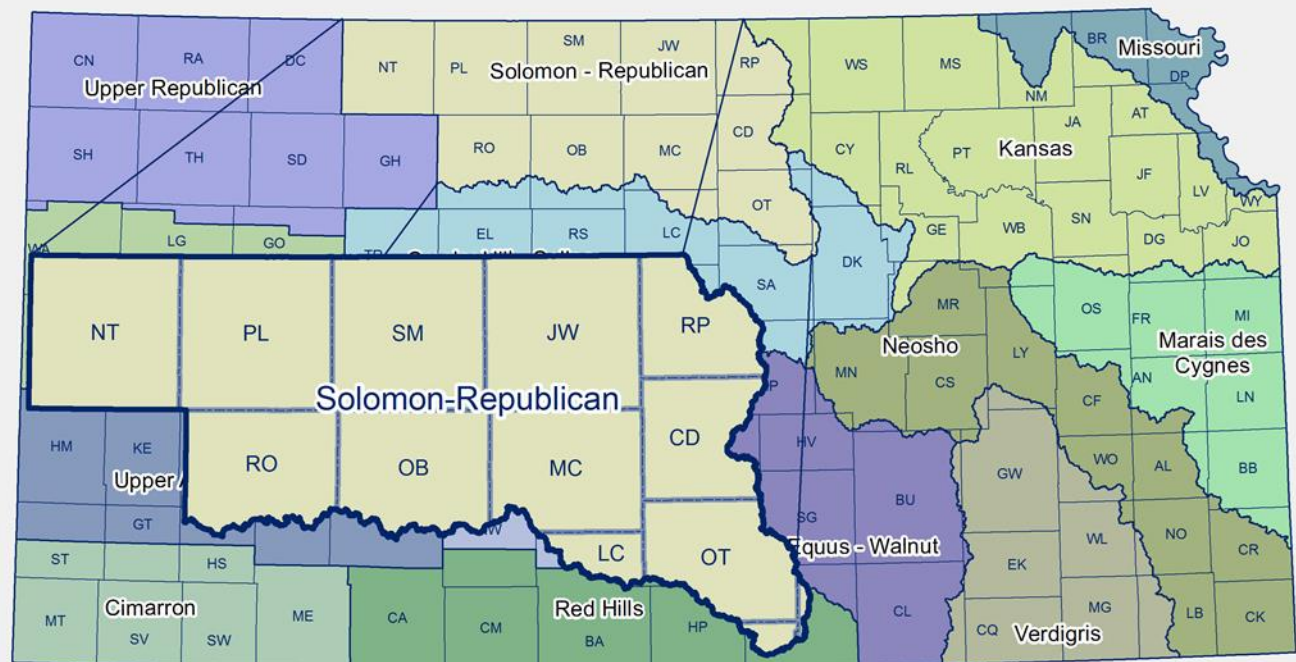 CN RA DC NT PL SM JW RP WS MS NM BR DP
Missouri
Upper Republican
Solomon - Republican
SH TH SD GH RO OB MC CD CY RL PT JA AT
Kansas
JF LV WY
LG GO EL RS LC OT SA DK GE WB SN DG JO
NT PL SM JW RP
MR OS FR MI
Neosho
LY
Marais des
Cygnes
MN CS AN LN
Solomon-Republican
CF
HM KE RO OB MC CD HV GW WO AL BB
Upper
BU
GT SG
Equus - Walnut
WL NO CR
ST HS LC OT
EK
Cimarron
Red Hills
MT SV SW ME CA CM BA HP CL CQ MG LB CK
Verdigris